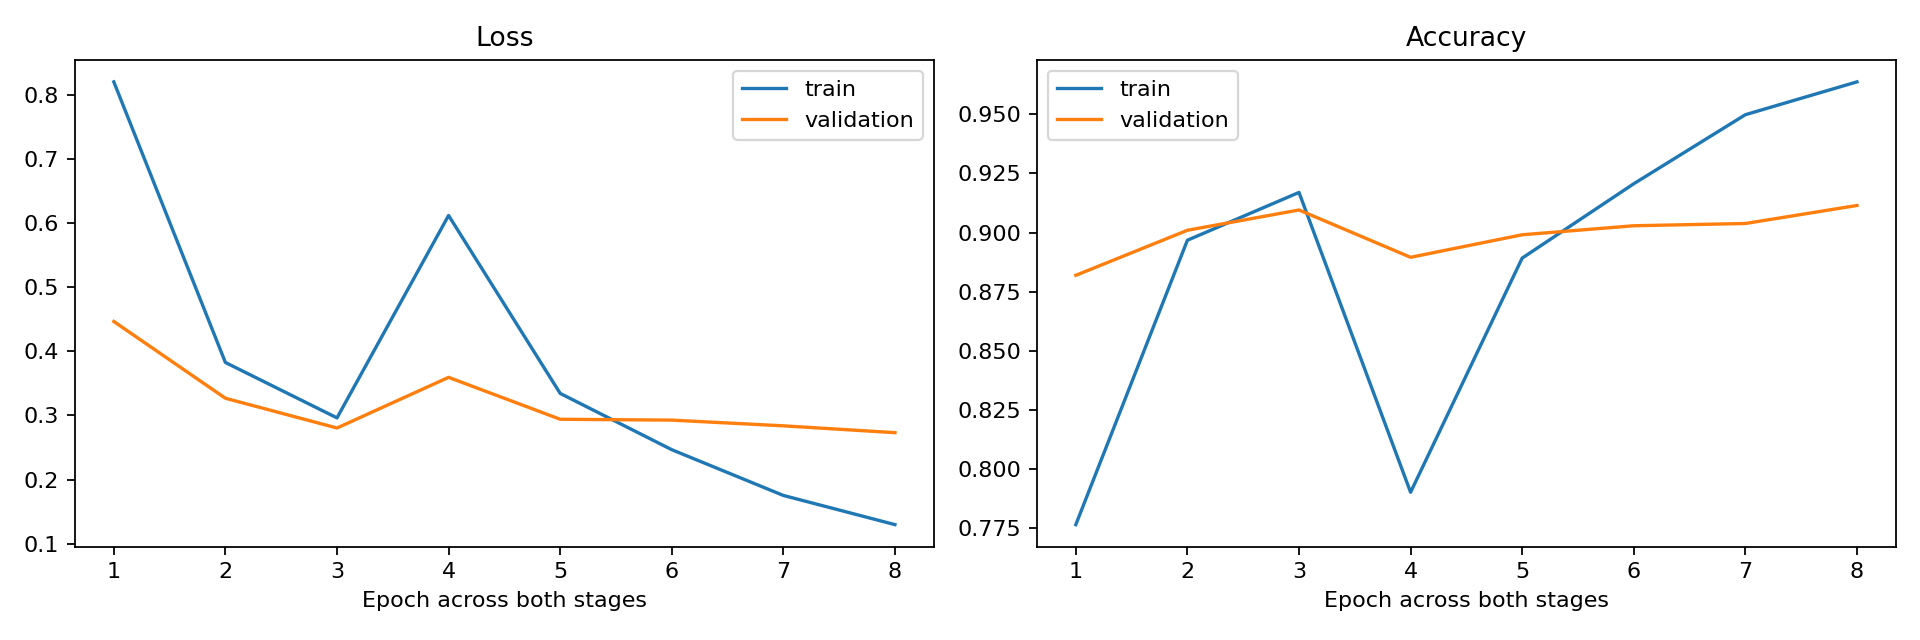 Loss
train
validation
0.8
0.7
0.6
0.5
0.4
0.3
0.2
0.1
1 2 3 4 5 6 7 8
Epoch across both stages
Accuracy
train
validation
0.950
0.925
0.900
0.875
0.850
0.825
0.800
0.775
1 2 3 4 5 6 7 8
Epoch across both stages